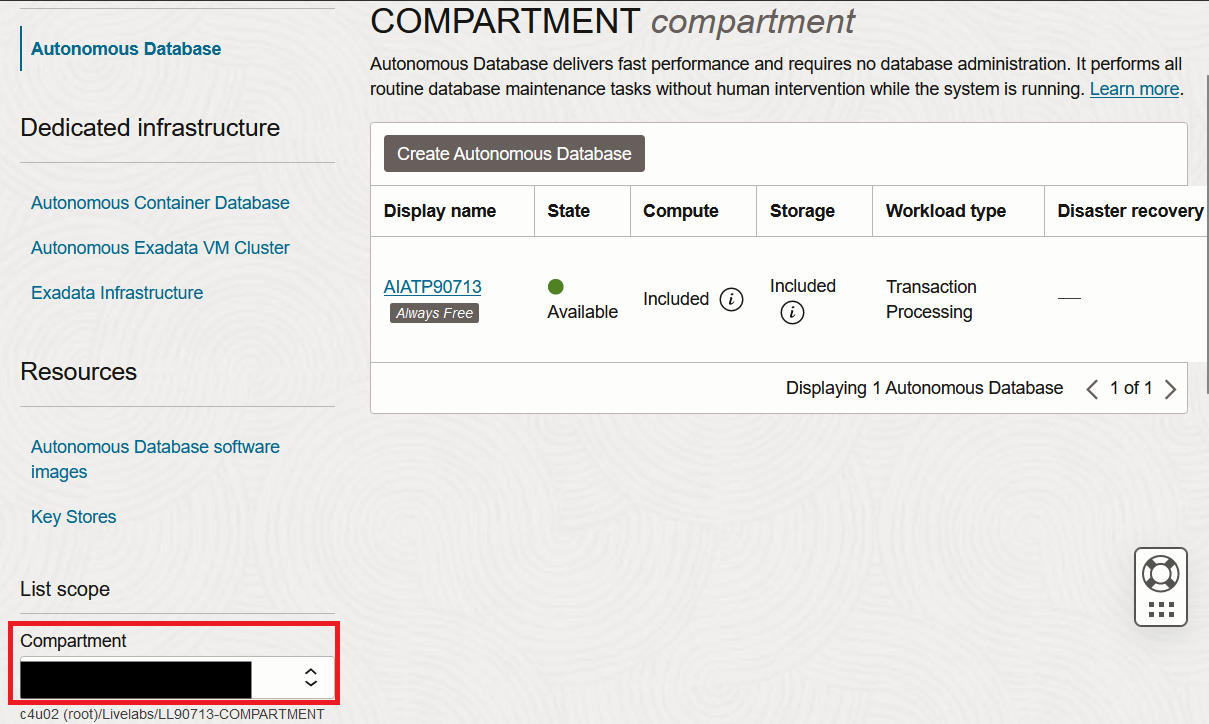 Autonomous Database
Dedicated infrastructure
Autonomous Container Database
Autonomous Exadata VM Cluster
Exadata Infrastructure
Resources
Autonomous Database software
images
Key Stores
List scope
Compartment
c4u02 (root)/Livelabs/LL90713-COMPARTMENT
COMPARTMENT compartment
Autonomous Database delivers fast performance and requires no database administration. It performs all
routine database maintenance tasks without human intervention while the system is running. Learn more.
Create Autonomous Database
Display name State Compute Storage Workload type Disaster recovery
AIATP90713
Always Free
Available
Included i
Included
i
Transaction
Processing
—
Displaying 1 Autonomous Database < 1 of 1 >